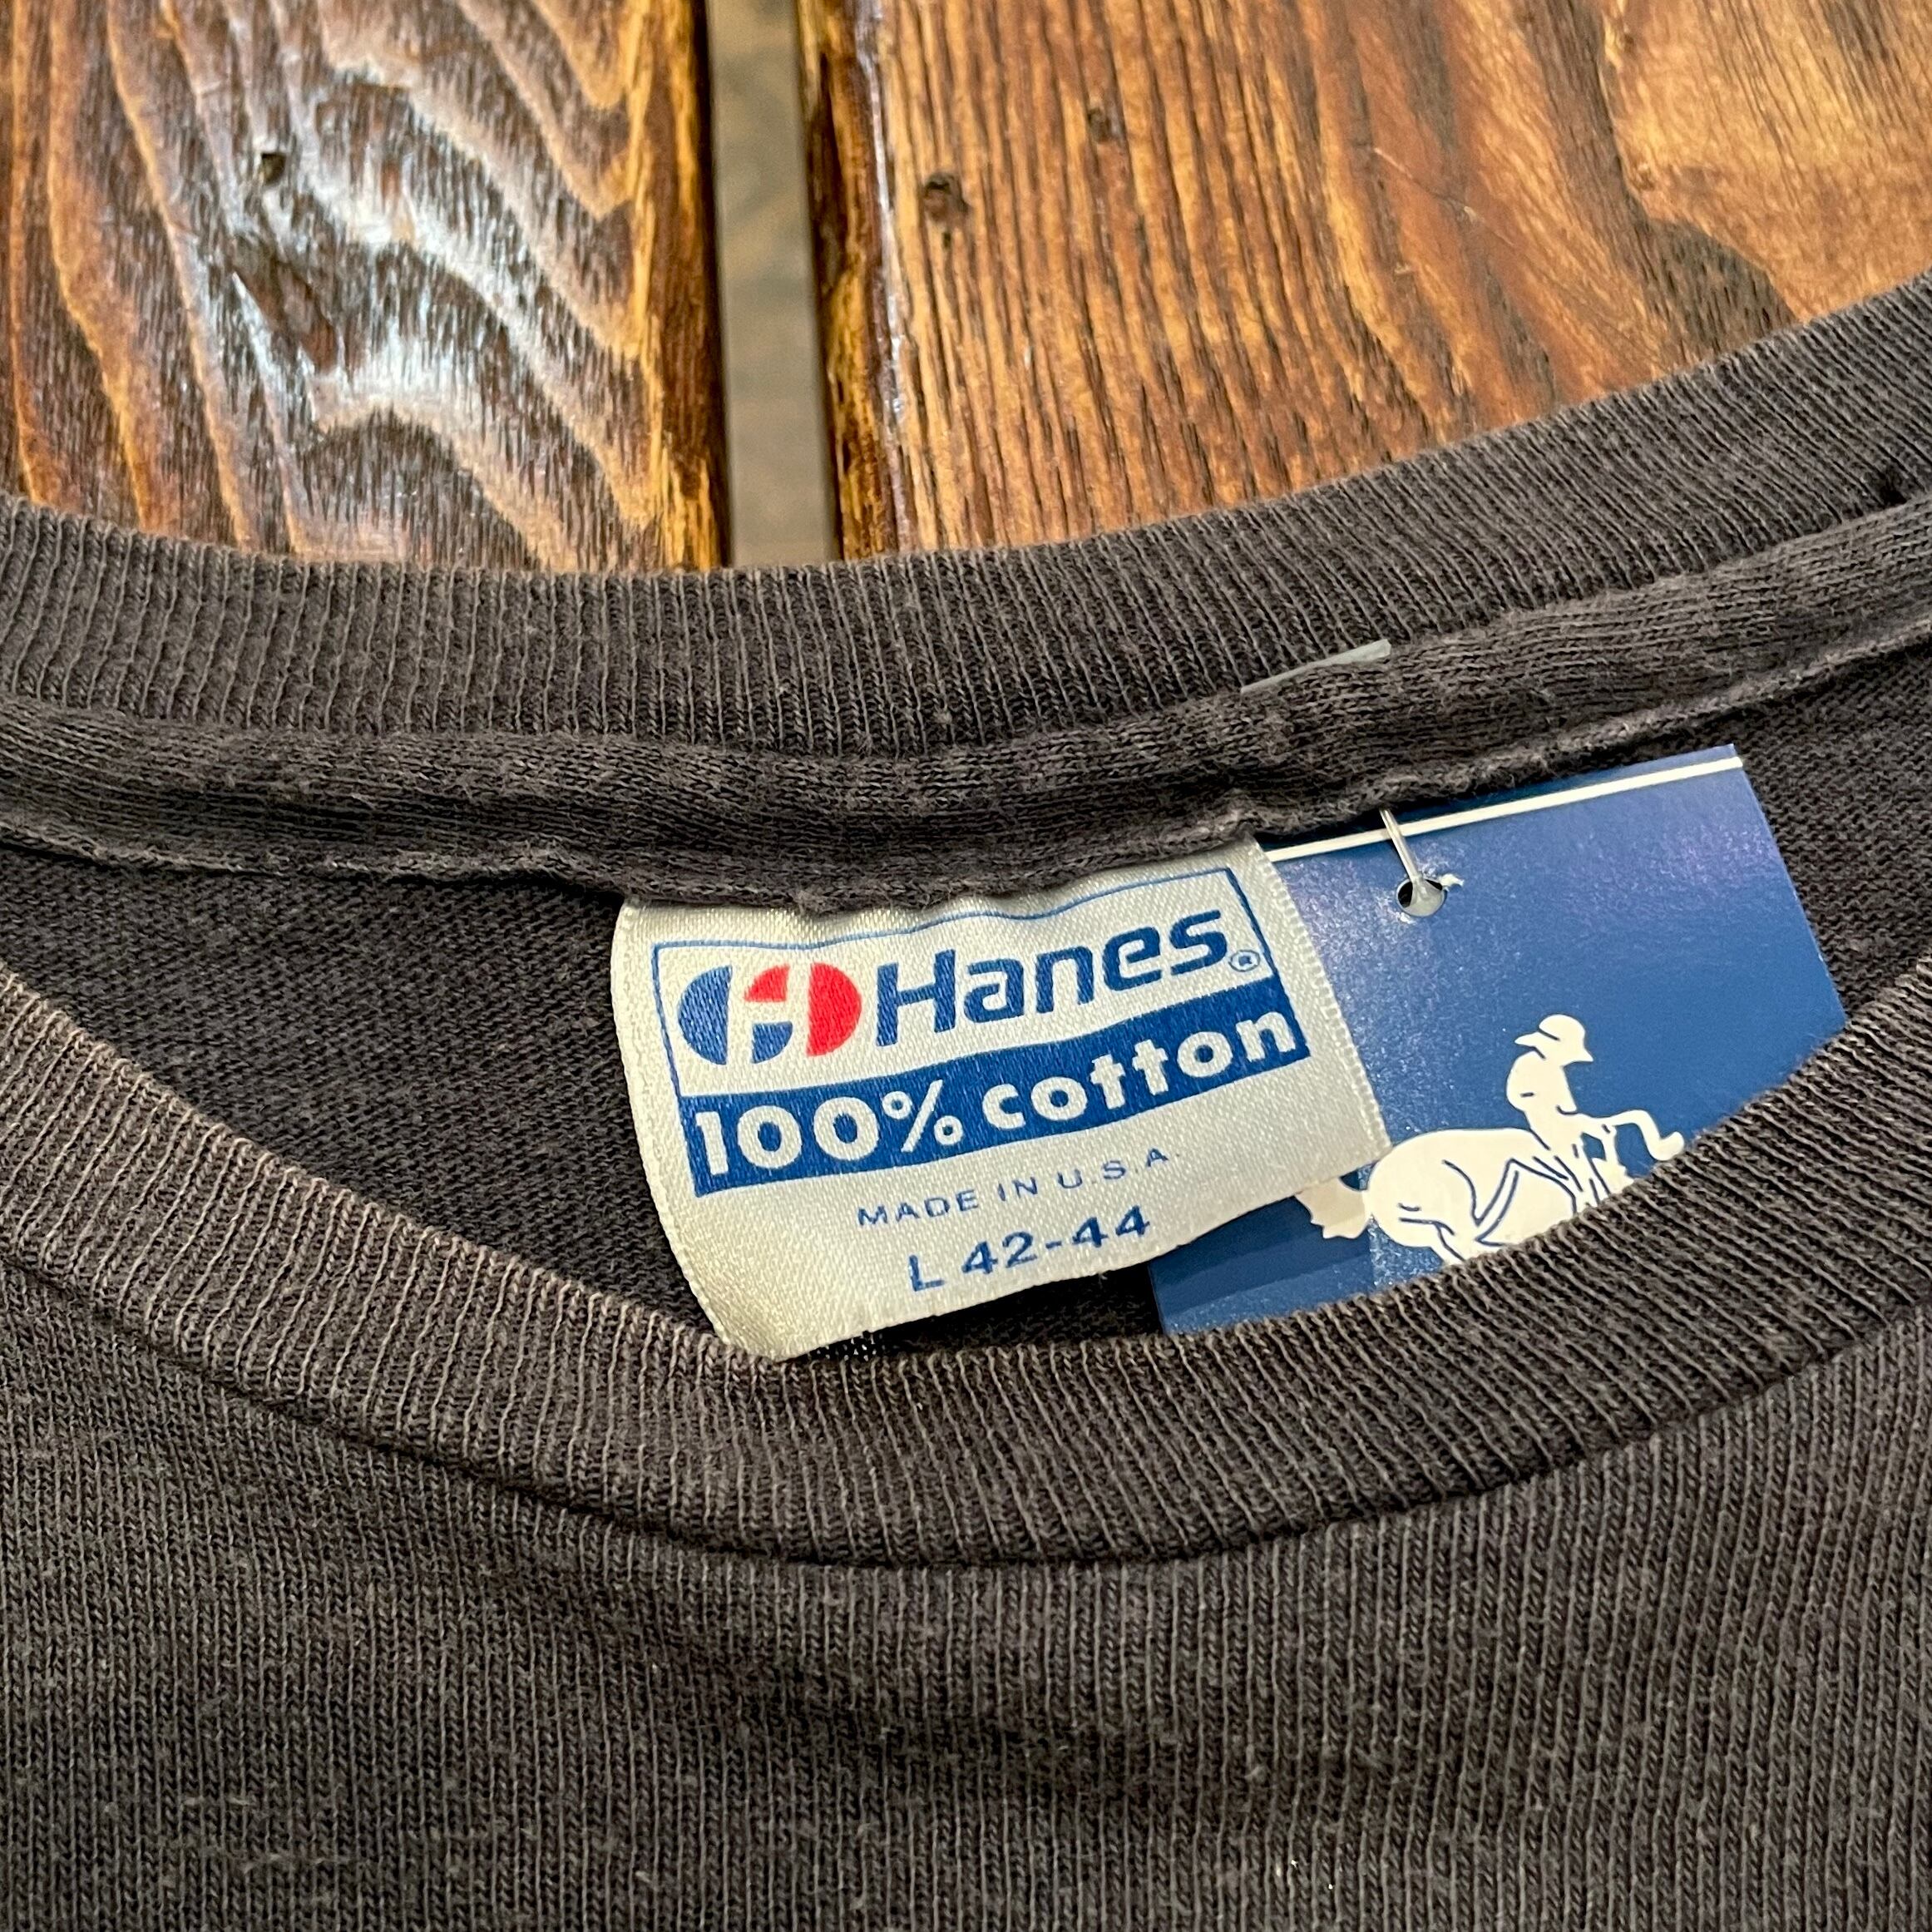 Hanes®
100% cotton
MADE IN U.S.A.
L 42-44